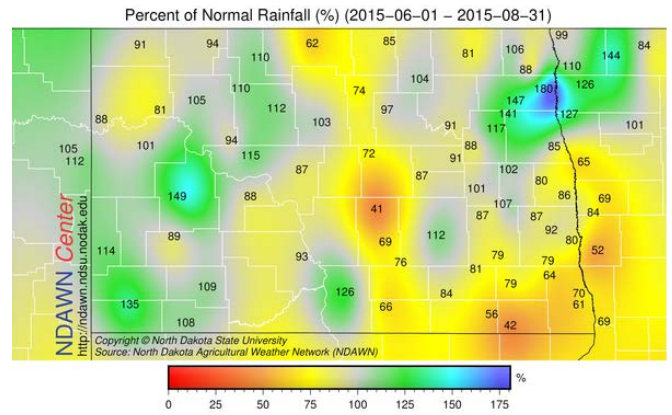 Percent of Normal Rainfall (%) (2015−06−01 − 2015−08−31)
91 94 110 62 85 81 106 99 144 84
88 110
104
105 110 112 74 97 147 180 126
81 141 127
88 103 91 117 101
101 94 88 85
105 112 115 72 91 65
87 87 102
149 88 101 80 86 69
41 107 84
87 87
89 112 92
69 80 52
114 93 76 79 79
81 64
109 126 84 79 70
135 66 61
56
108 42 69
NDAWN Center
http://ndawn.ndsu.nodak.edu
Copyright © North Dakota State University
Source: North Dakota Agricultural Weather Network (NDAWN)
%
0 25 50 75 100 125 150 175